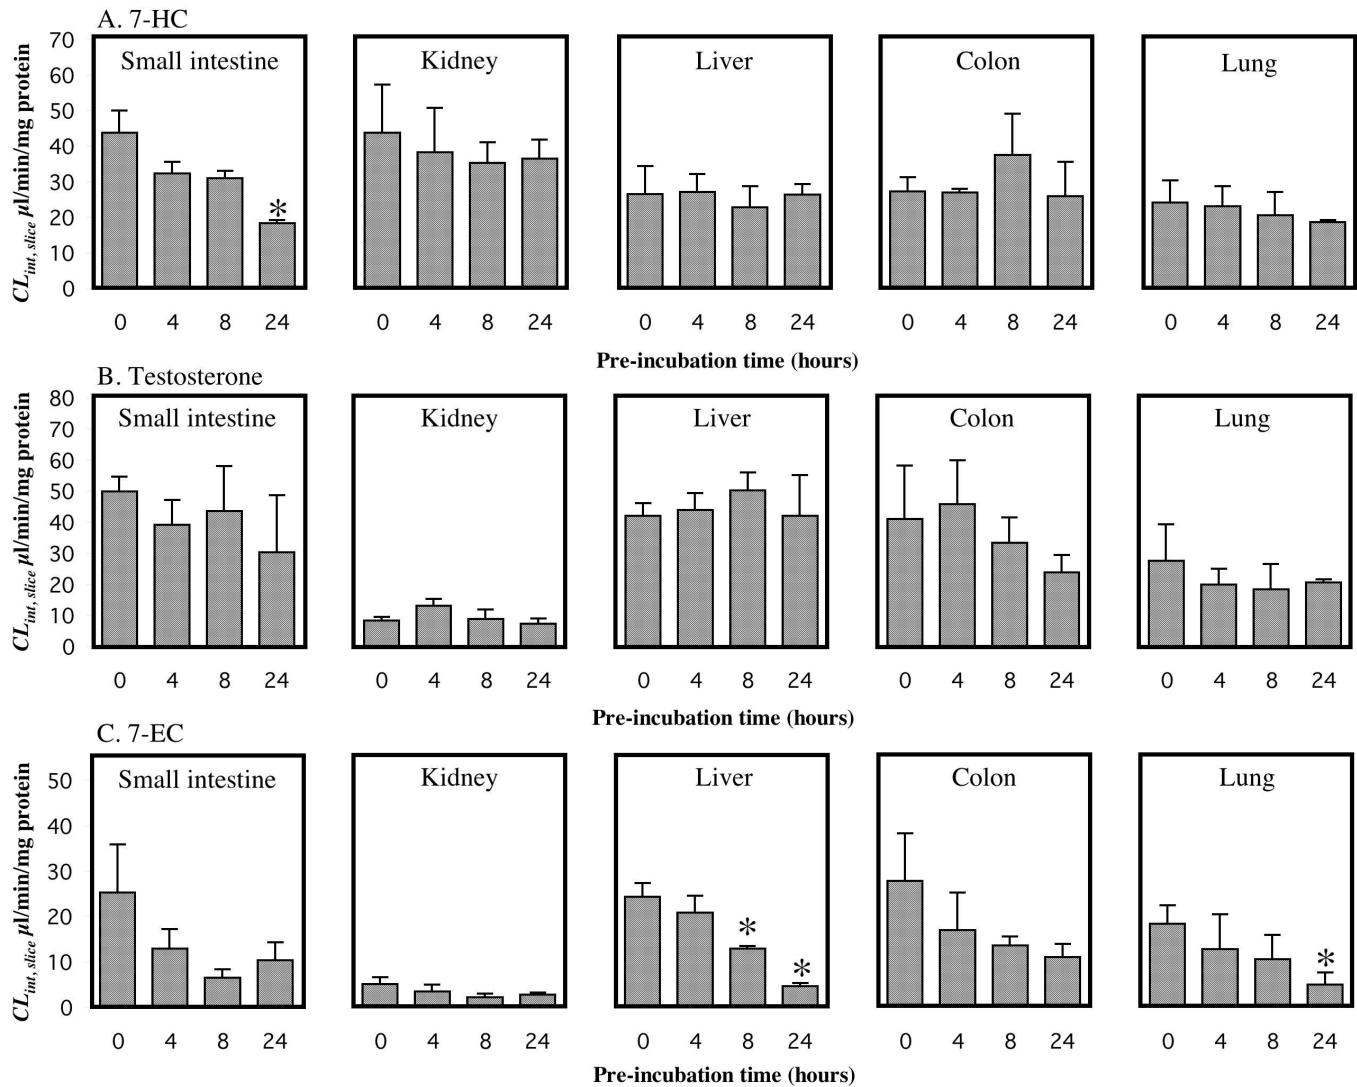 A. 7-HC
CLint, slice µl/min/mg protein
70
60
50
40
30
20
10
0
Small intestine
Kidney
Liver
Colon
Lung
*
0 4 8 24 0 4 8 24 0 4 8 24 0 4 8 24 0 4 8 24
Pre-incubation time (hours)
B. Testosterone
CLint, slice µl/min/mg protein
80
70
60
50
40
30
20
10
0
Small intestine
Kidney
Liver
Colon
Lung
0 4 8 24 0 4 8 24 0 4 8 24 0 4 8 24 0 4 8 24
Pre-incubation time (hours)
C. 7-EC
CLint, slice µl/min/mg protein
50
40
30
20
10
0
Small intestine
Kidney
Liver
Colon
Lung
*
*
*
0 4 8 24 0 4 8 24 0 4 8 24 0 4 8 24 0 4 8 24
Pre-incubation time (hours)